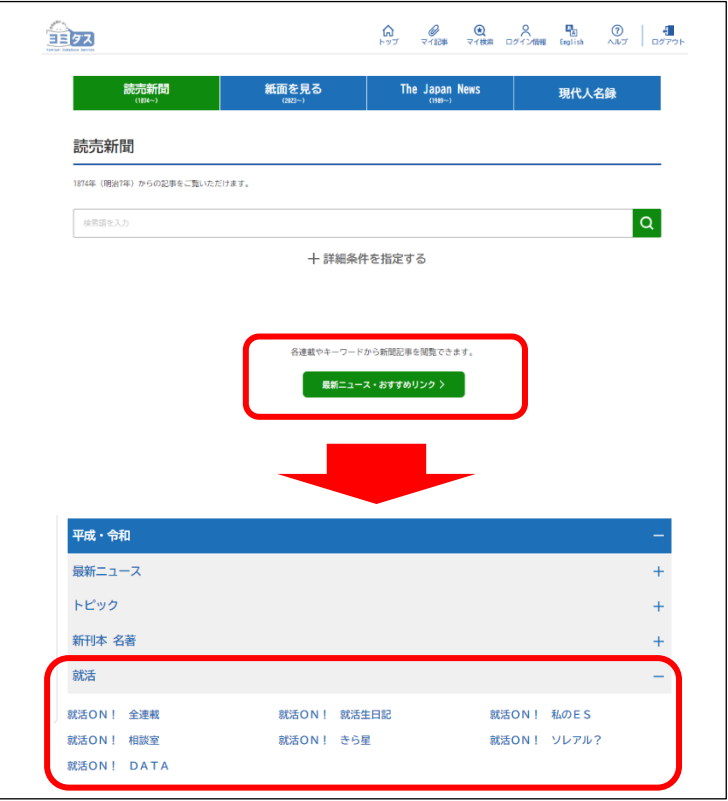 ヨミダス
トップ マイ記事 マイ検索 ログイン情報 English ヘルプ ログアウト
読売新聞 紙面を見る The Japan News 現代人名録
(1874～) (2023～) (1989～)
読売新聞
1874年（明治7年）からの記事をご覧いただけます。
検索語を入力
＋詳細条件を指定する
各連載やキーワードから新聞記事を閲覧できます。
最新ニュース・おすすめリンク >
平成・令和 －
最新ニュース ＋
トピック ＋
新刊本 名著 ＋
就活 －
就活ＯＮ！ 全連載 就活ＯＮ！ 就活生日記 就活ＯＮ！ 私のＥＳ
就活ＯＮ！ 相談室 就活ＯＮ！ きら星 就活ＯＮ！ ソレアル？
就活ＯＮ！ ＤＡＴＡ